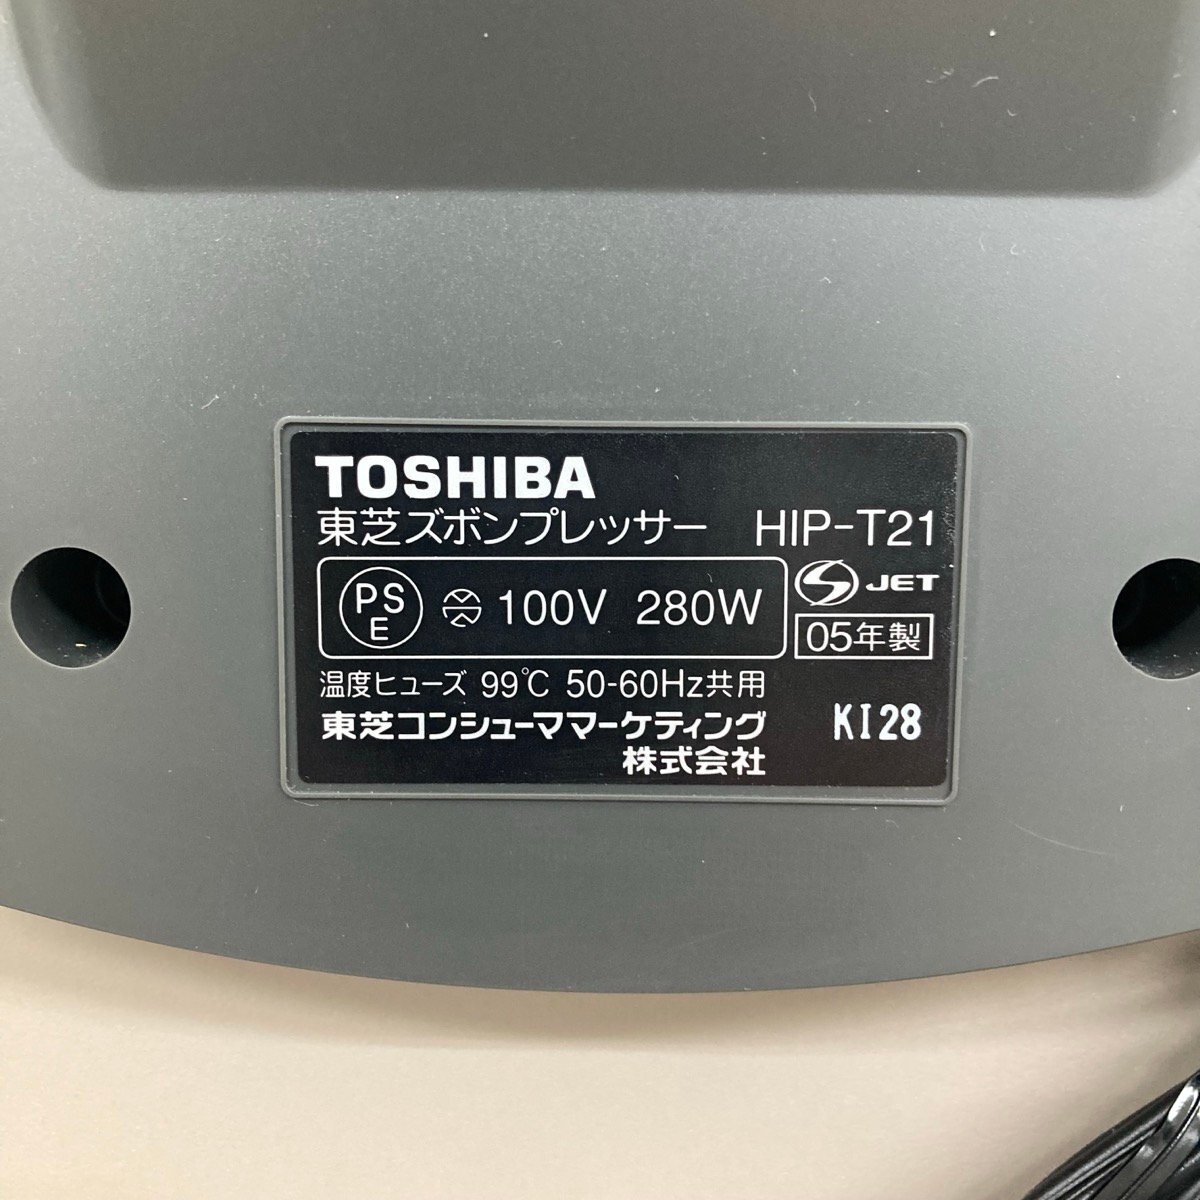 TOSHIBA
東芝ズボンプレッサー HIP-T21
PSE 100V 280W
JET
05年製
温度ヒューズ 99℃ 50-60Hz共用
東芝コンシューママーケティング
株式会社
KI28